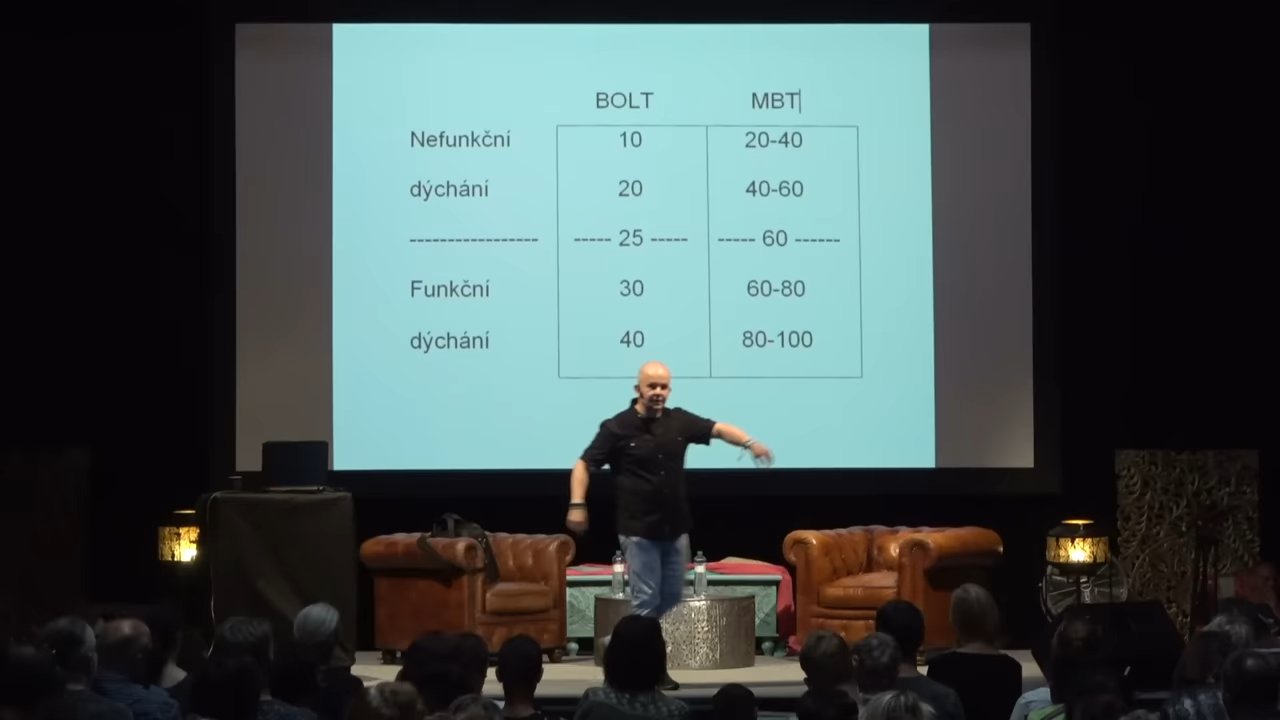 BOLT MBT
Nefunkční 10 20-40
dýchání 20 40-60
----------------- ----- 25 ----- ----- 60 ------
Funkční 30 60-80
dýchání 40 80-100